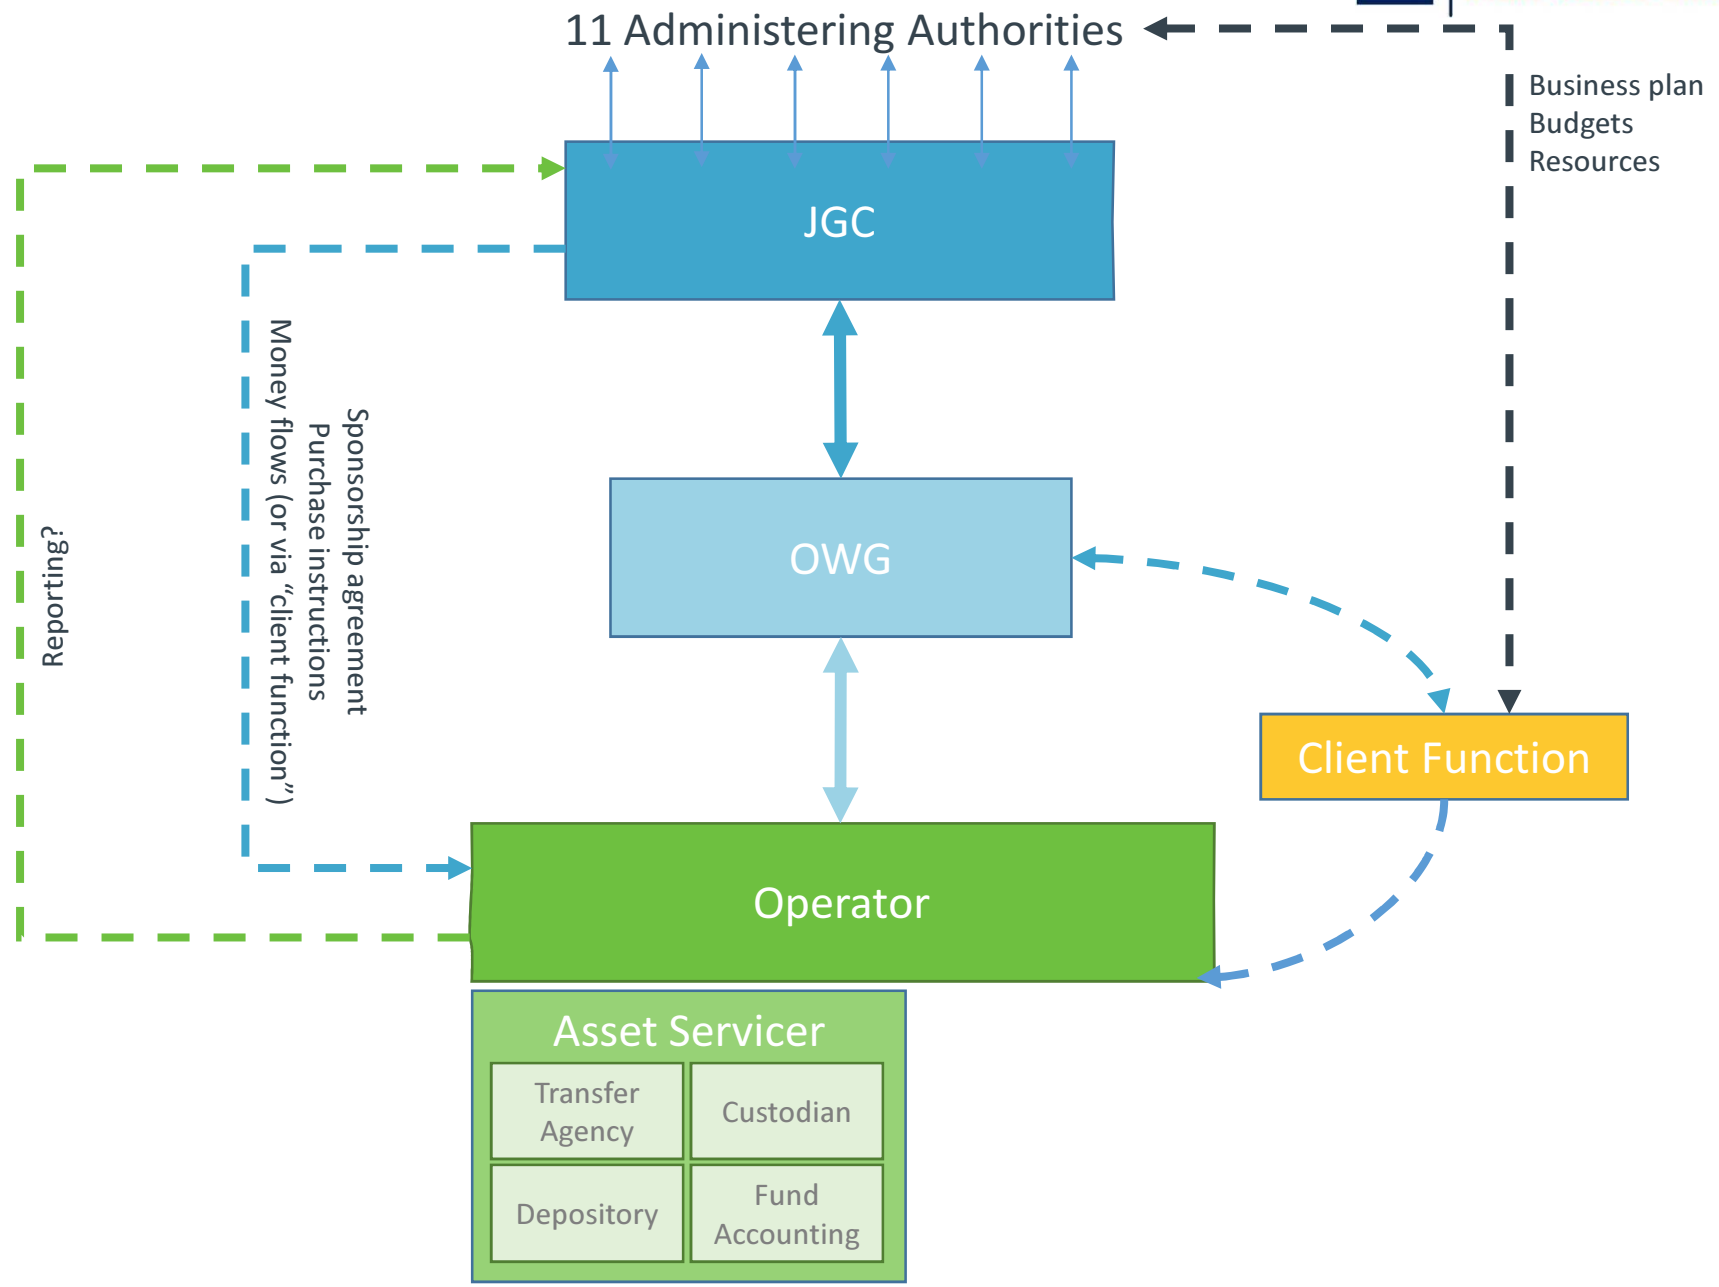 11 Administering Authorities
Business plan
Budgets
Resources
JGC
Sponsorship agreement
Purchase instructions
Money flows (or via “client function”)
Reporting?
OWG
Client Function
Operator
Asset Servicer
Transfer
Agency
Custodian
Depository
Fund
Accounting